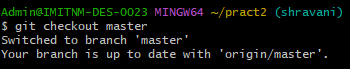 Admin@IMITNM-DES-0023 MINGW64 ~/pract2 (shravani)
$ git checkout master
Switched to branch 'master'
Your branch is up to date with 'origin/master'.